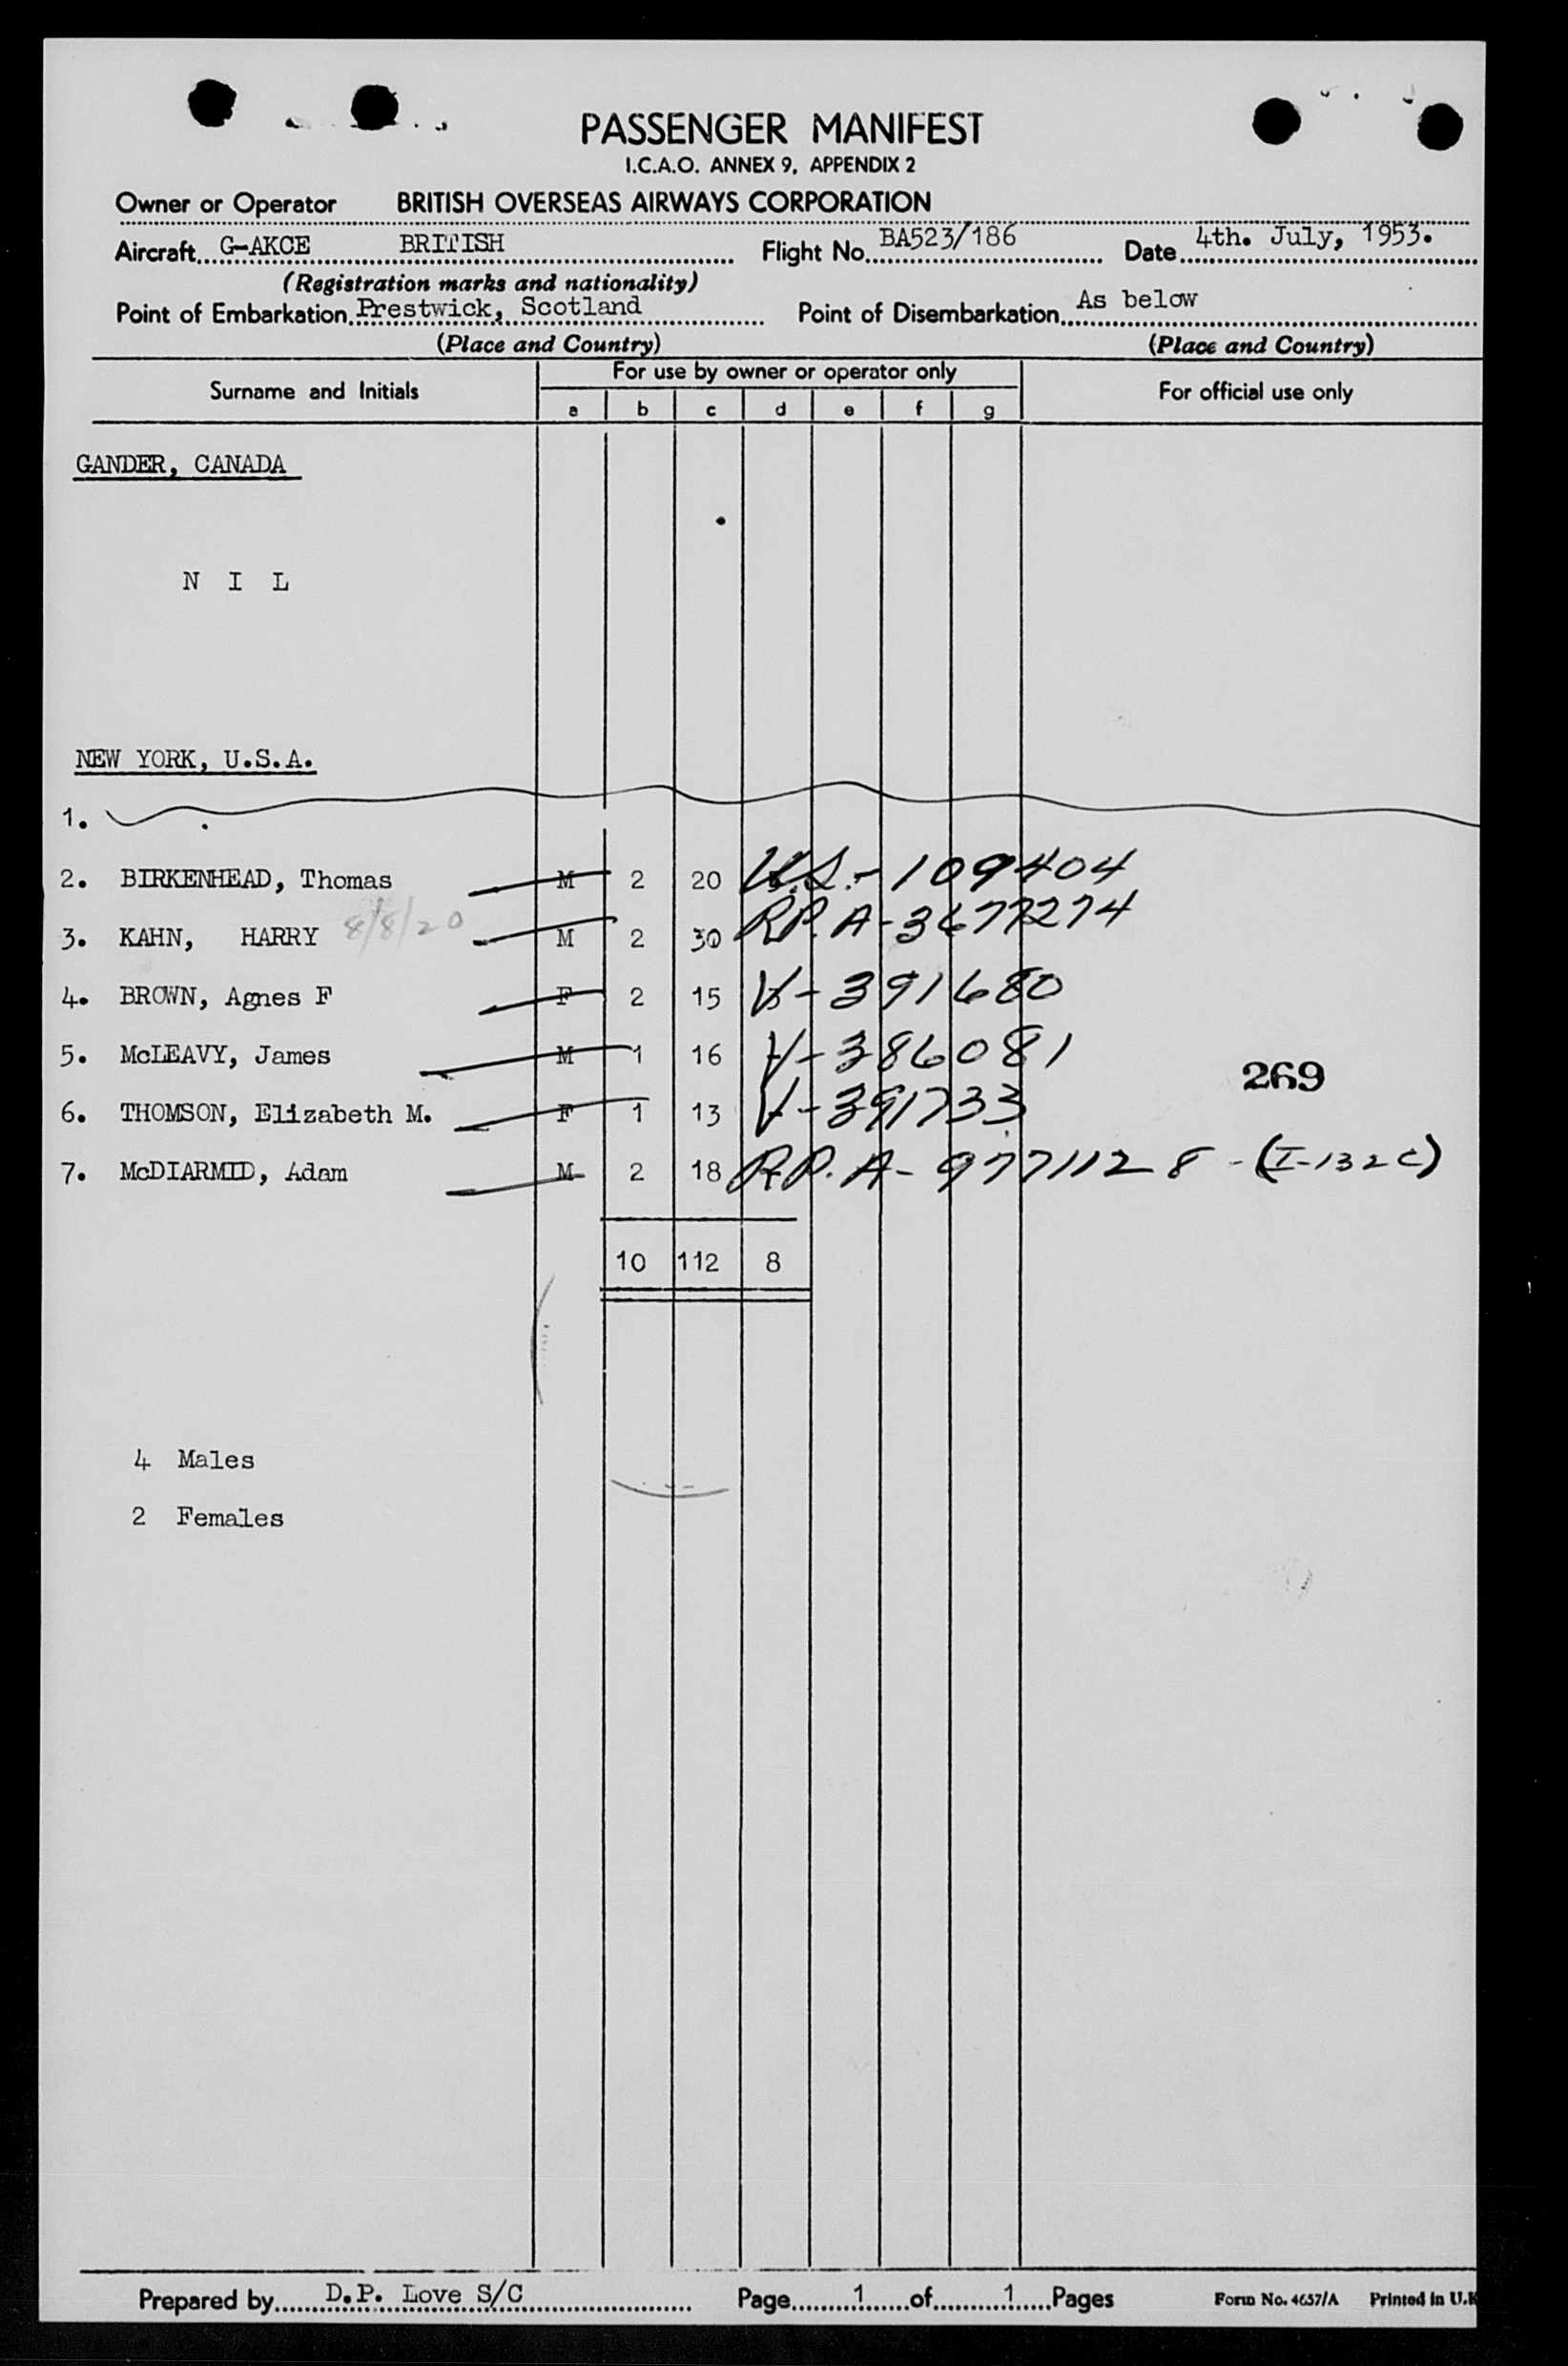 PASSENGER MANIFEST
I.C.A.O. ANNEX 9, APPENDIX 2
Owner or Operator BRITISH OVERSEAS AIRWAYS CORPORATION
Aircraft G-AKCE BRITISH Flight No. BA523/186 Date 4th. July, 1953.
(Registration marks and nationality)
Point of Embarkation Prestwick, Scotland Point of Disembarkation As below
(Place and Country) (Place and Country)
Surname and Initials For use by owner or operator only For official use only
a b c d e f g
GANDER, CANADA
N I L
NEW YORK, U.S.A.
1.
2. BIRKENHEAD, Thomas M 2 20 U.S.-109404
3. KAHN, HARRY 8/8/20 M 2 30 R.P. A-3677274
4. BROWN, Agnes F F 2 15 V-391680
5. McLEAVY, James M 1 16 V-386081
269
6. THOMSON, Elizabeth M. F 1 13 V-391733
7. McDIARMID, Adam M 2 18 R.P. A-9771128-(I-132C)
10 112 8
4 Males
2 Females
Prepared by D.P. Love S/C Page 1 of 1 Pages Form No. 4657/A Printed in U.K